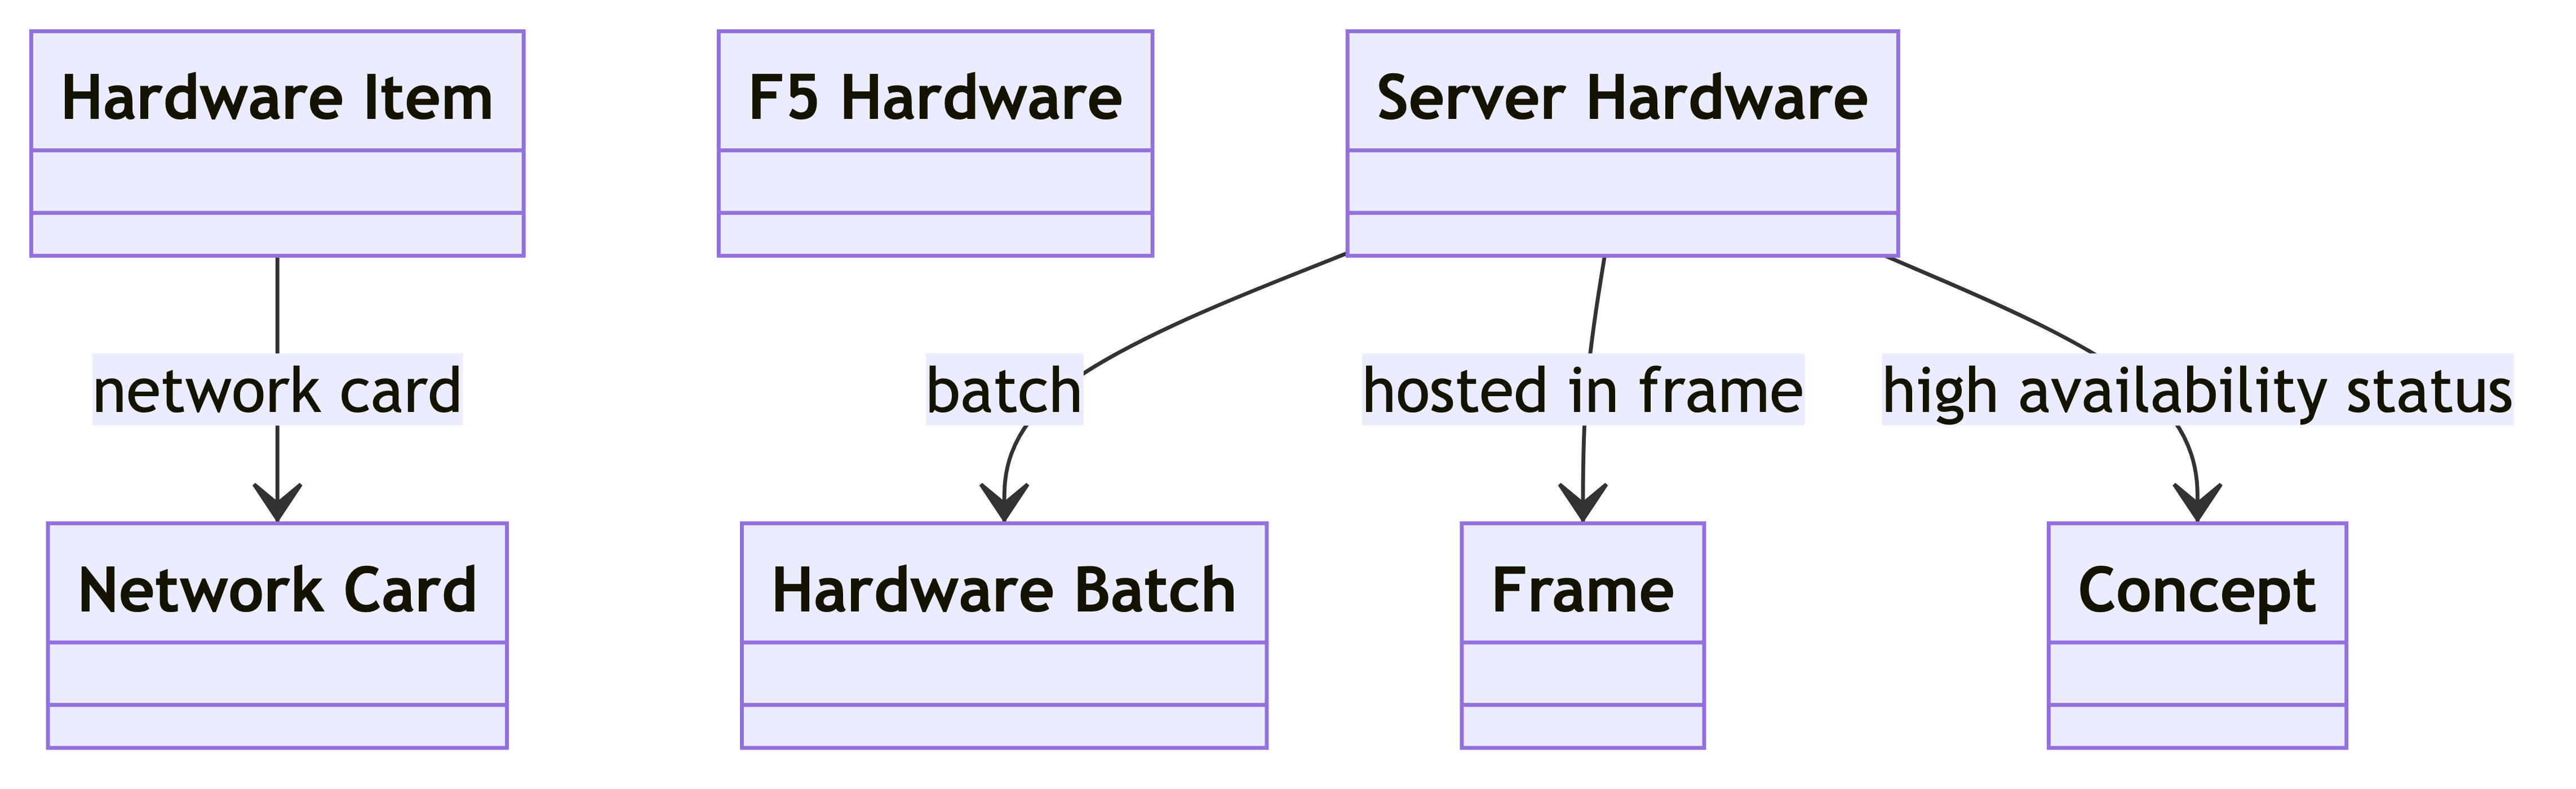 Hardware Item
F5 Hardware
Server Hardware
network card
batch
hosted in frame
high availability status
Network Card
Hardware Batch
Frame
Concept